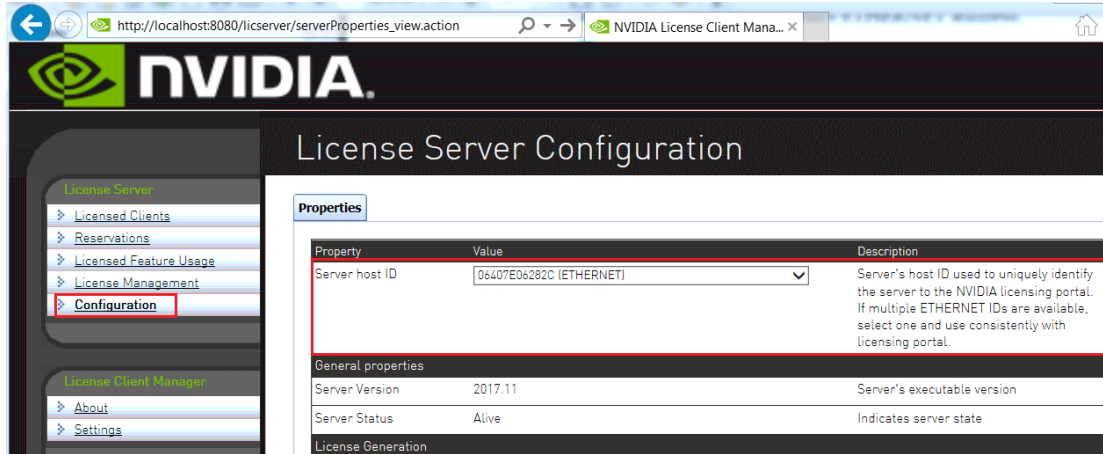 http://localhost:8080/licserver/serverProperties_view.action
NVIDIA License Client Mana...
NVIDIA.
License Server Configuration
License Server
Licensed Clients
Reservations
Licensed Feature Usage
License Management
Configuration
License Client Manager
About
Settings
Properties
Property Value Description
Server host ID 06407E06282C (ETHERNET) Server's host ID used to uniquely identify
the server to the NVIDIA licensing portal.
If multiple ETHERNET IDs are available,
select one and use consistently with
licensing portal.
General properties
Server Version 2017.11 Server's executable version
Server Status Alive Indicates server state
License Generation